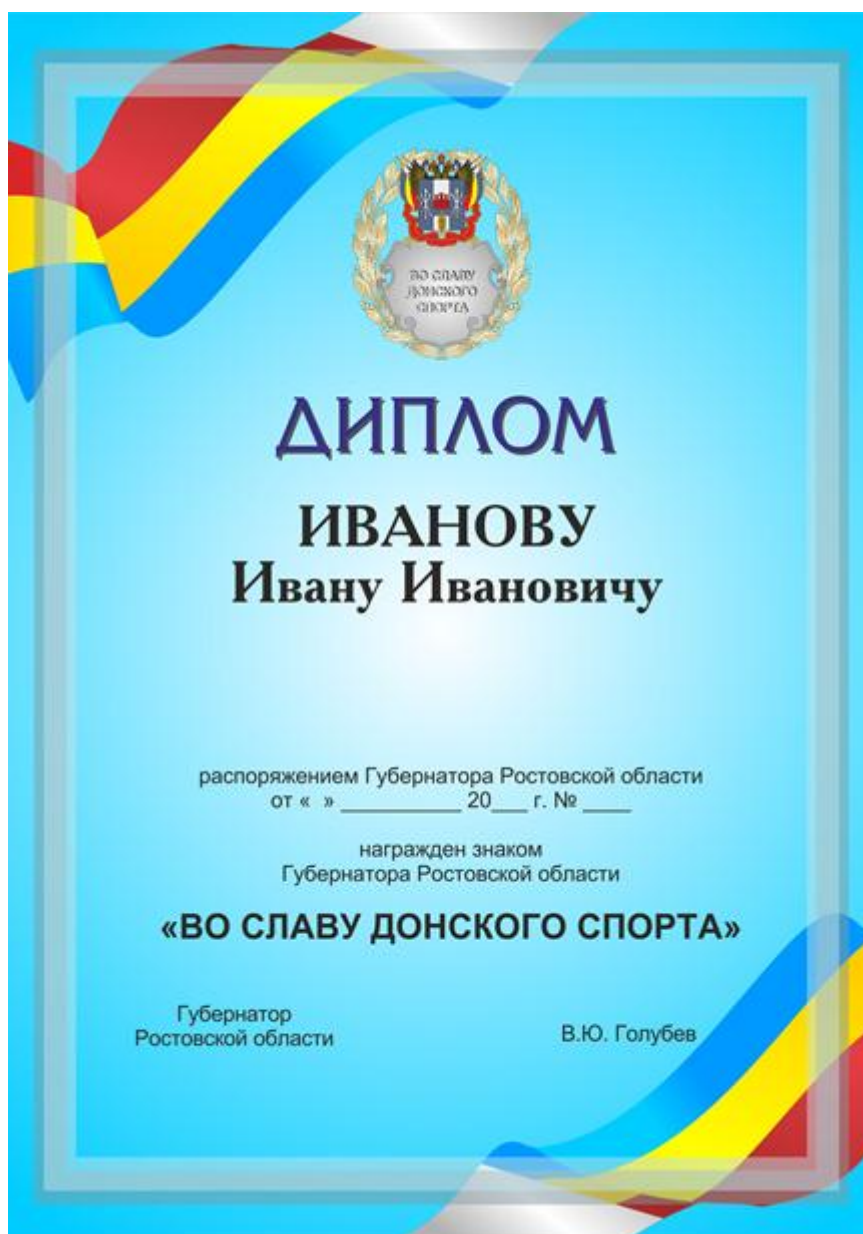 ВО СЛАВУ
ДОНСКОГО
СПОРТА
ДИПЛОМ
ИВАНОВУ
Ивану Ивановичу
распоряжением Губернатора Ростовской области
от «  » __________ 20___ г. № ____
награжден знаком
Губернатора Ростовской области
«ВО СЛАВУ ДОНСКОГО СПОРТА»
Губернатор
Ростовской области
В.Ю. Голубев